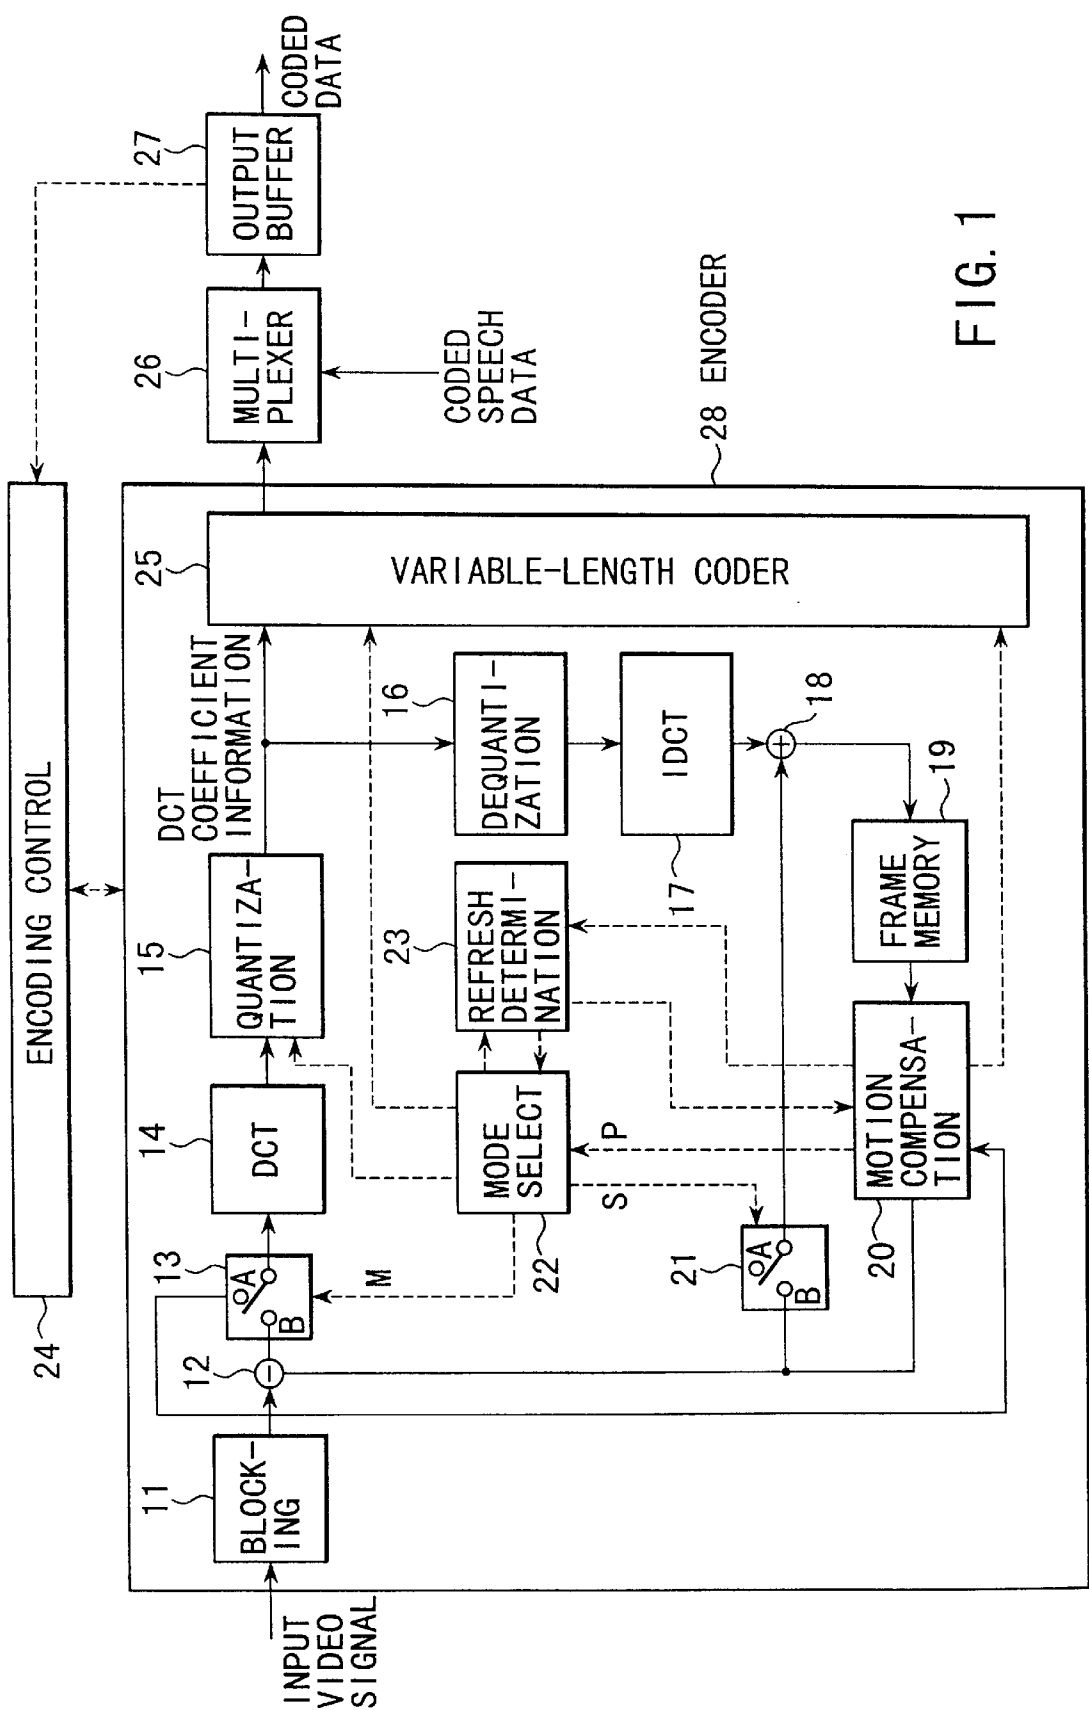 24
ENCODING CONTROL
INPUT
VIDEO
SIGNAL
11
BLOCK-
ING
12
13
A
B
M
14
DCT
15
QUANTIZA-
TION
DCT
COEFFICIENT
INFORMATION
25
VARIABLE-LENGTH CODER
26
MULTI-
PLEXER
CODED
SPEECH
DATA
27
OUTPUT
BUFFER
CODED
DATA
22
MODE
SELECT
23
REFRESH
DETERMI-
NATION
16
DEQUANTI-
ZATION
S
P
21
A
B
17
IDCT
18
20
MOTION
COMPENSA-
TION
19
FRAME
MEMORY
28 ENCODER
FIG. 1